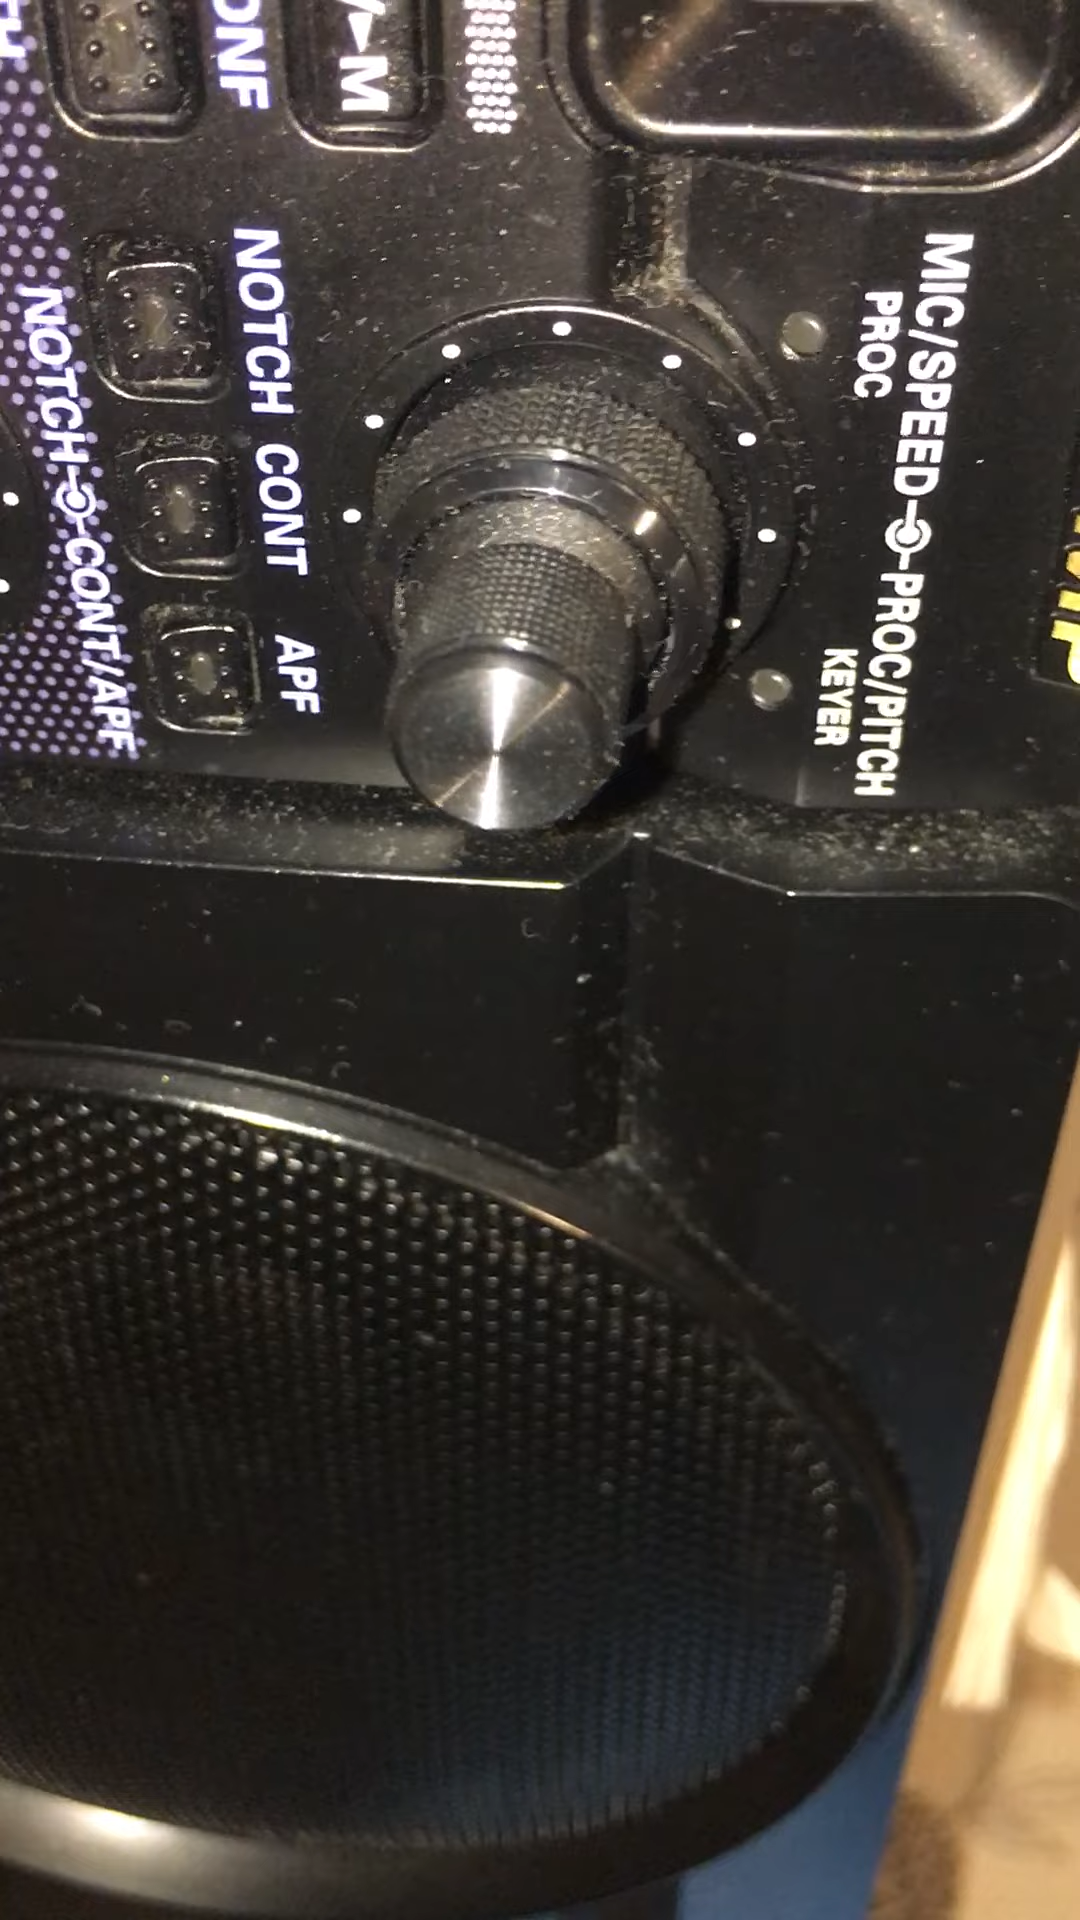 MIC/SPEED PROC/PITCH
PROC
KEYER
V►M
NOTCH CONT APF
NOTCH CONT/APF